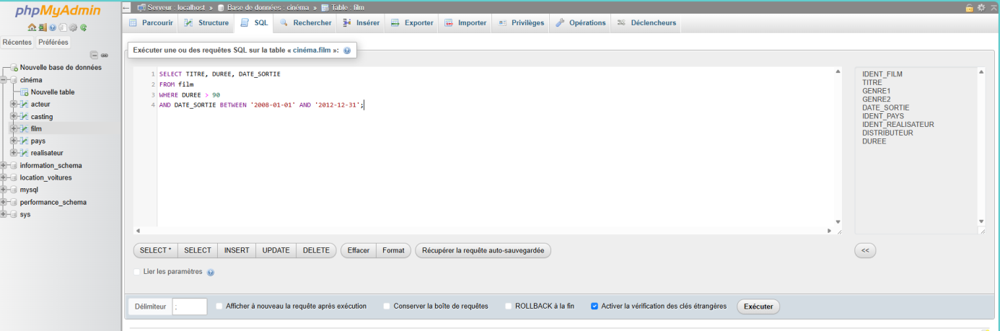 phpMyAdmin
Serveur : localhost » Base de données : cinéma » Table : film
Parcourir Structure SQL Rechercher Insérer Exporter Importer Privilèges Opérations Déclencheurs
Récentes Préférées
Nouvelle base de données
cinéma
Nouvelle table
acteur
casting
film
pays
realisateur
information_schema
location_voitures
mysql
performance_schema
sys
Exécuter une ou des requêtes SQL sur la table « cinéma.film »:
1 SELECT TITRE, DUREE, DATE_SORTIE
2 FROM film
3 WHERE DUREE > 90
4 AND DATE_SORTIE BETWEEN '2008-01-01' AND '2012-12-31';
IDENT_FILM
TITRE
GENRE1
GENRE2
DATE_SORTIE
IDENT_PAYS
IDENT_REALISATEUR
DISTRIBUTEUR
DUREE
SELECT * SELECT INSERT UPDATE DELETE Effacer Format Récupérer la requête auto-sauvegardée <<
Lier les paramètres
Délimiteur ; Afficher à nouveau la requête après exécution Conserver la boîte de requêtes ROLLBACK à la fin Activer la vérification des clés étrangères Exécuter